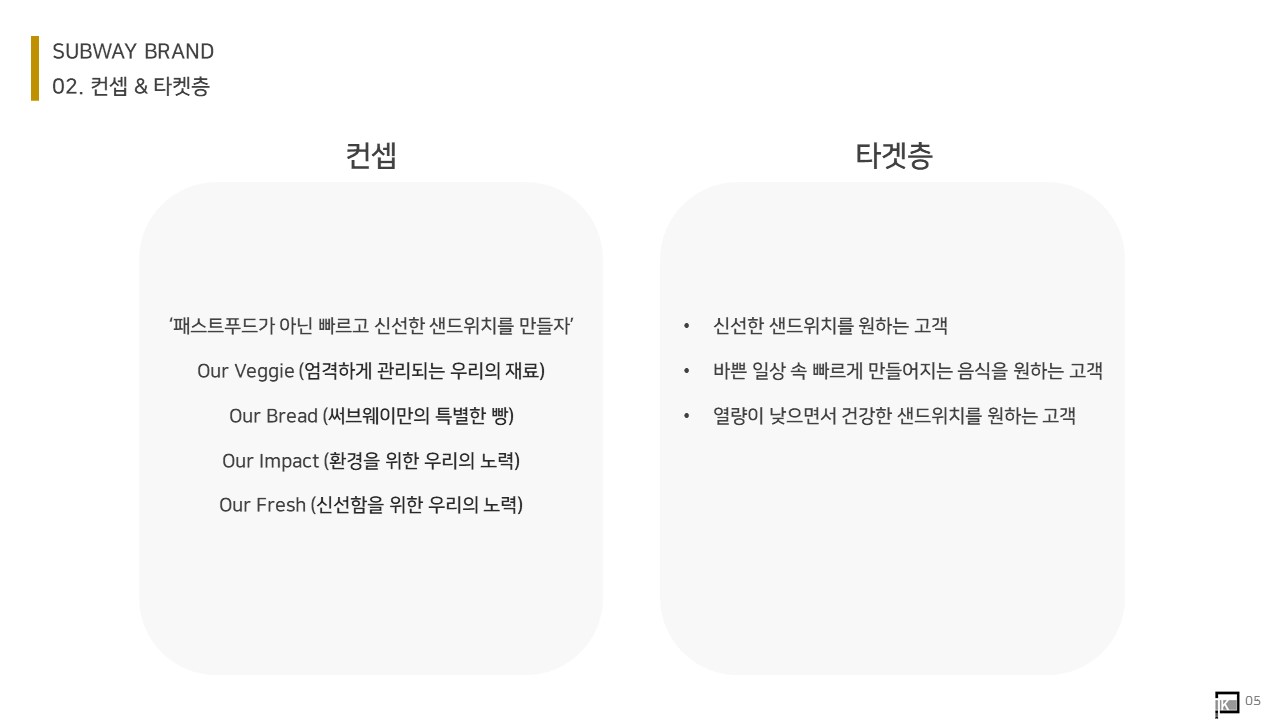 SUBWAY BRAND
02. 컨셉 & 타켓층
컨셉
'패스트푸드가 아닌 빠르고 신선한 샌드위치를 만들자'
Our Veggie (엄격하게 관리되는 우리의 재료)
Our Bread (써브웨이만의 특별한 빵)
Our Impact (환경을 위한 우리의 노력)
Our Fresh (신선함을 위한 우리의 노력)
타겟층
• 신선한 샌드위치를 원하는 고객
• 바쁜 일상 속 빠르게 만들어지는 음식을 원하는 고객
• 열량이 낮으면서 건강한 샌드위치를 원하는 고객
05